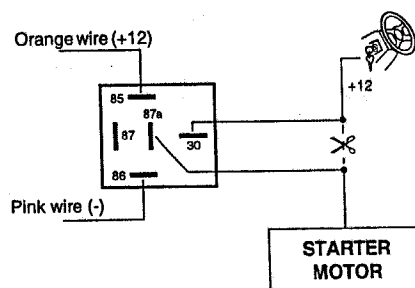 Orange wire (+12)
85
87a
87
30
86
+12
Pink wire (-)
STARTER
MOTOR